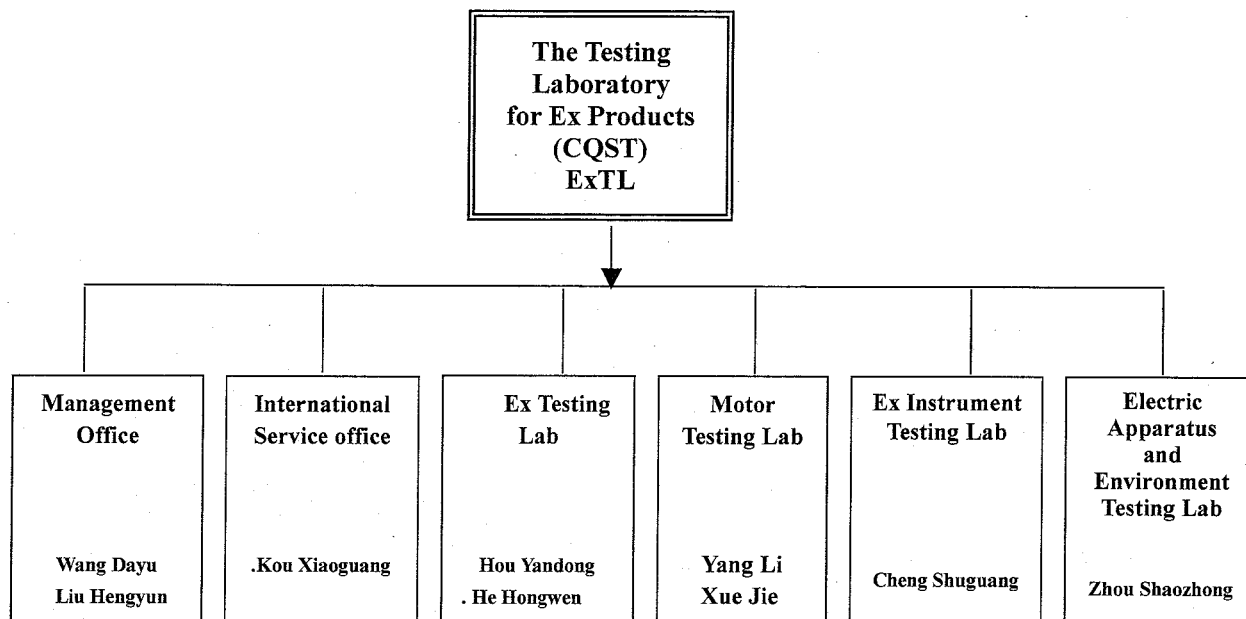 The Testing
Laboratory
for Ex Products
(CQST)
ExTL
Management
Office
Wang Dayu
Liu Hengyun
International
Service office
.Kou Xiaoguang
Ex Testing
Lab
Hou Yandong
. He Hongwen
Motor
Testing Lab
Yang Li
Xue Jie
Ex Instrument
Testing Lab
Cheng Shuguang
Electric
Apparatus
and
Environment
Testing Lab
Zhou Shaozhong